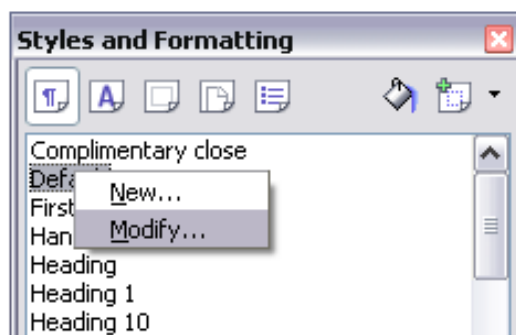 Styles and Formatting
Complimentary close
New...
First
Modify...
Han
Heading
Heading 1
Heading 10